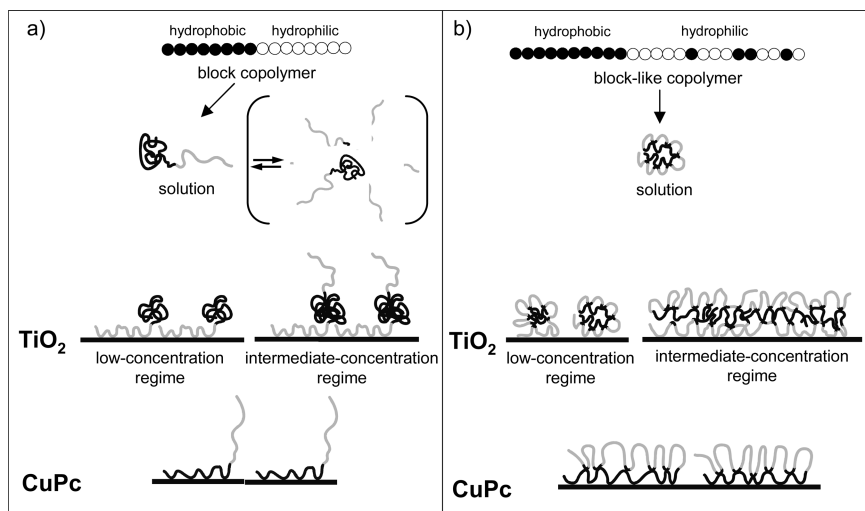 a)
hydrophobic hydrophilic
block copolymer
solution
TiO2
low-concentration
regime
intermediate-concentration
regime
CuPc
b)
hydrophobic hydrophilic
block-like copolymer
solution
TiO2
low-concentration
regime
intermediate-concentration
regime
CuPc